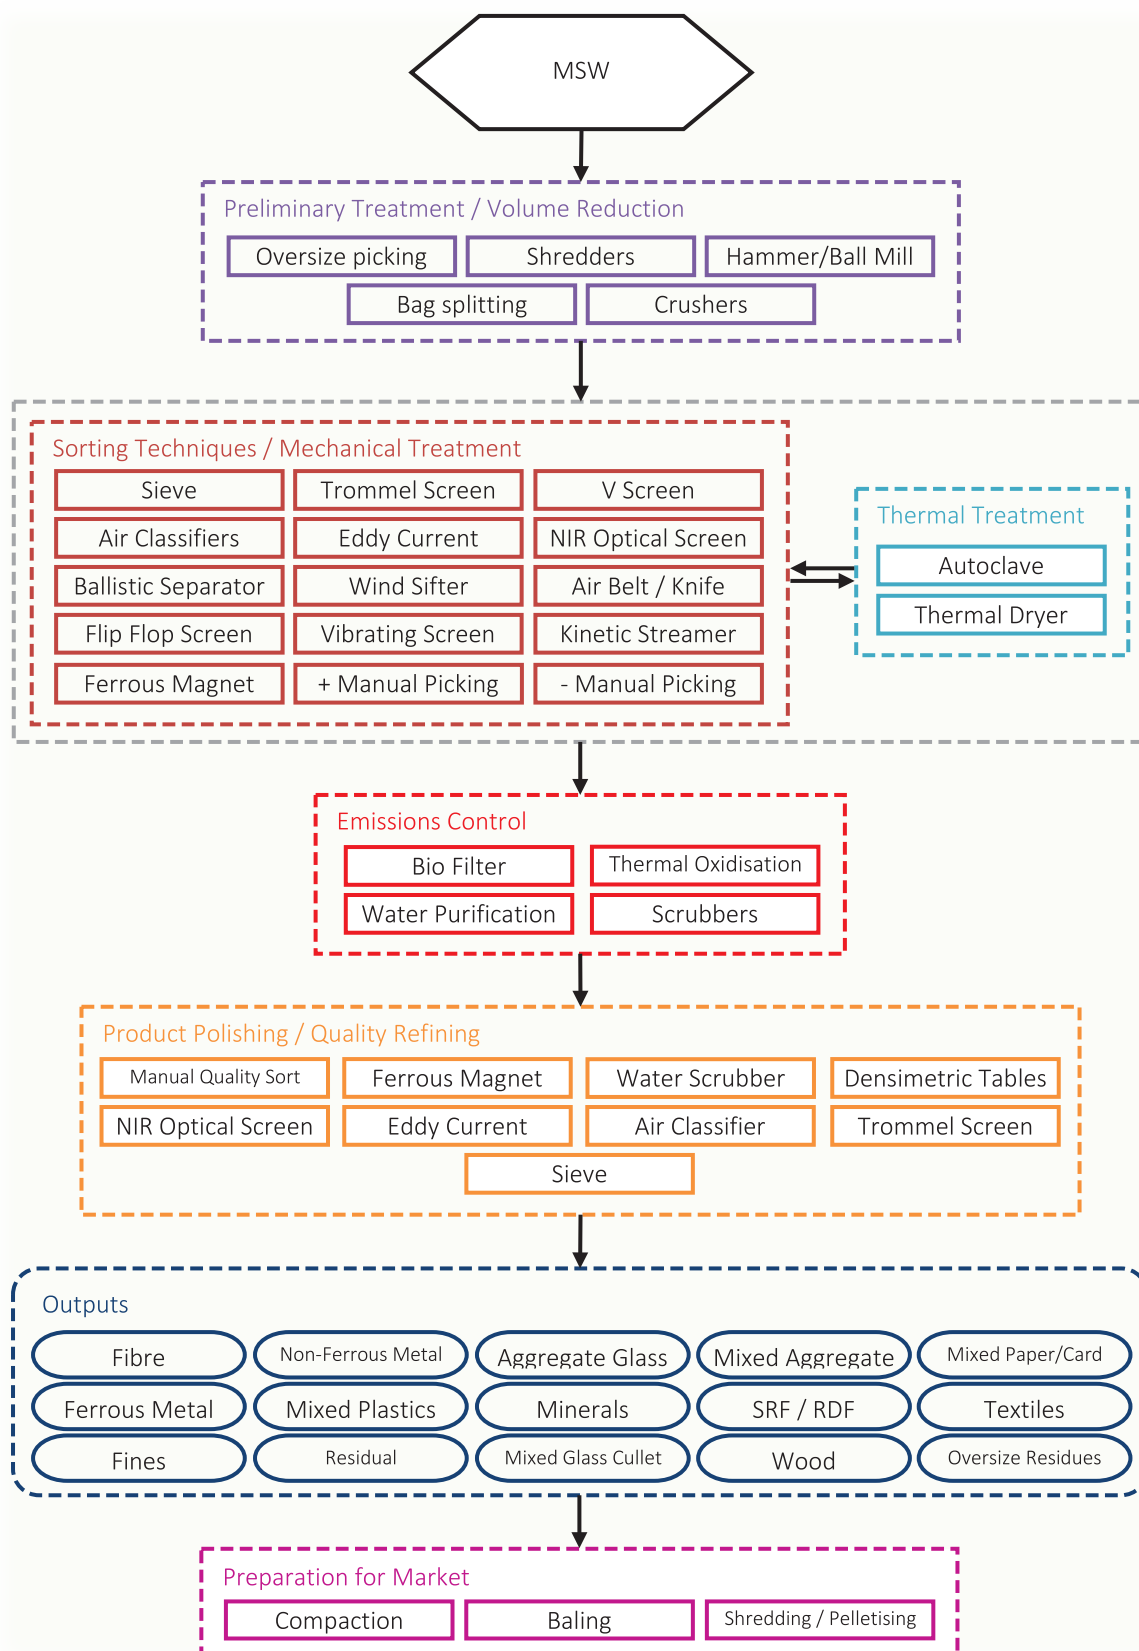 MSW
Preliminary Treatment / Volume Reduction
Oversize picking
Shredders
Hammer/Ball Mill
Bag splitting
Crushers
Sorting Techniques / Mechanical Treatment
Sieve
Trommel Screen
V Screen
Air Classifiers
Eddy Current
NIR Optical Screen
Ballistic Separator
Wind Sifter
Air Belt / Knife
Flip Flop Screen
Vibrating Screen
Kinetic Streamer
Ferrous Magnet
+ Manual Picking
- Manual Picking
Thermal Treatment
Autoclave
Thermal Dryer
Emissions Control
Bio Filter
Thermal Oxidisation
Water Purification
Scrubbers
Product Polishing / Quality Refining
Manual Quality Sort
Ferrous Magnet
Water Scrubber
Densimetric Tables
NIR Optical Screen
Eddy Current
Air Classifier
Trommel Screen
Sieve
Outputs
Fibre
Non-Ferrous Metal
Aggregate Glass
Mixed Aggregate
Mixed Paper/Card
Ferrous Metal
Mixed Plastics
Minerals
SRF / RDF
Textiles
Fines
Residual
Mixed Glass Cullet
Wood
Oversize Residues
Preparation for Market
Compaction
Baling
Shredding / Pelletising